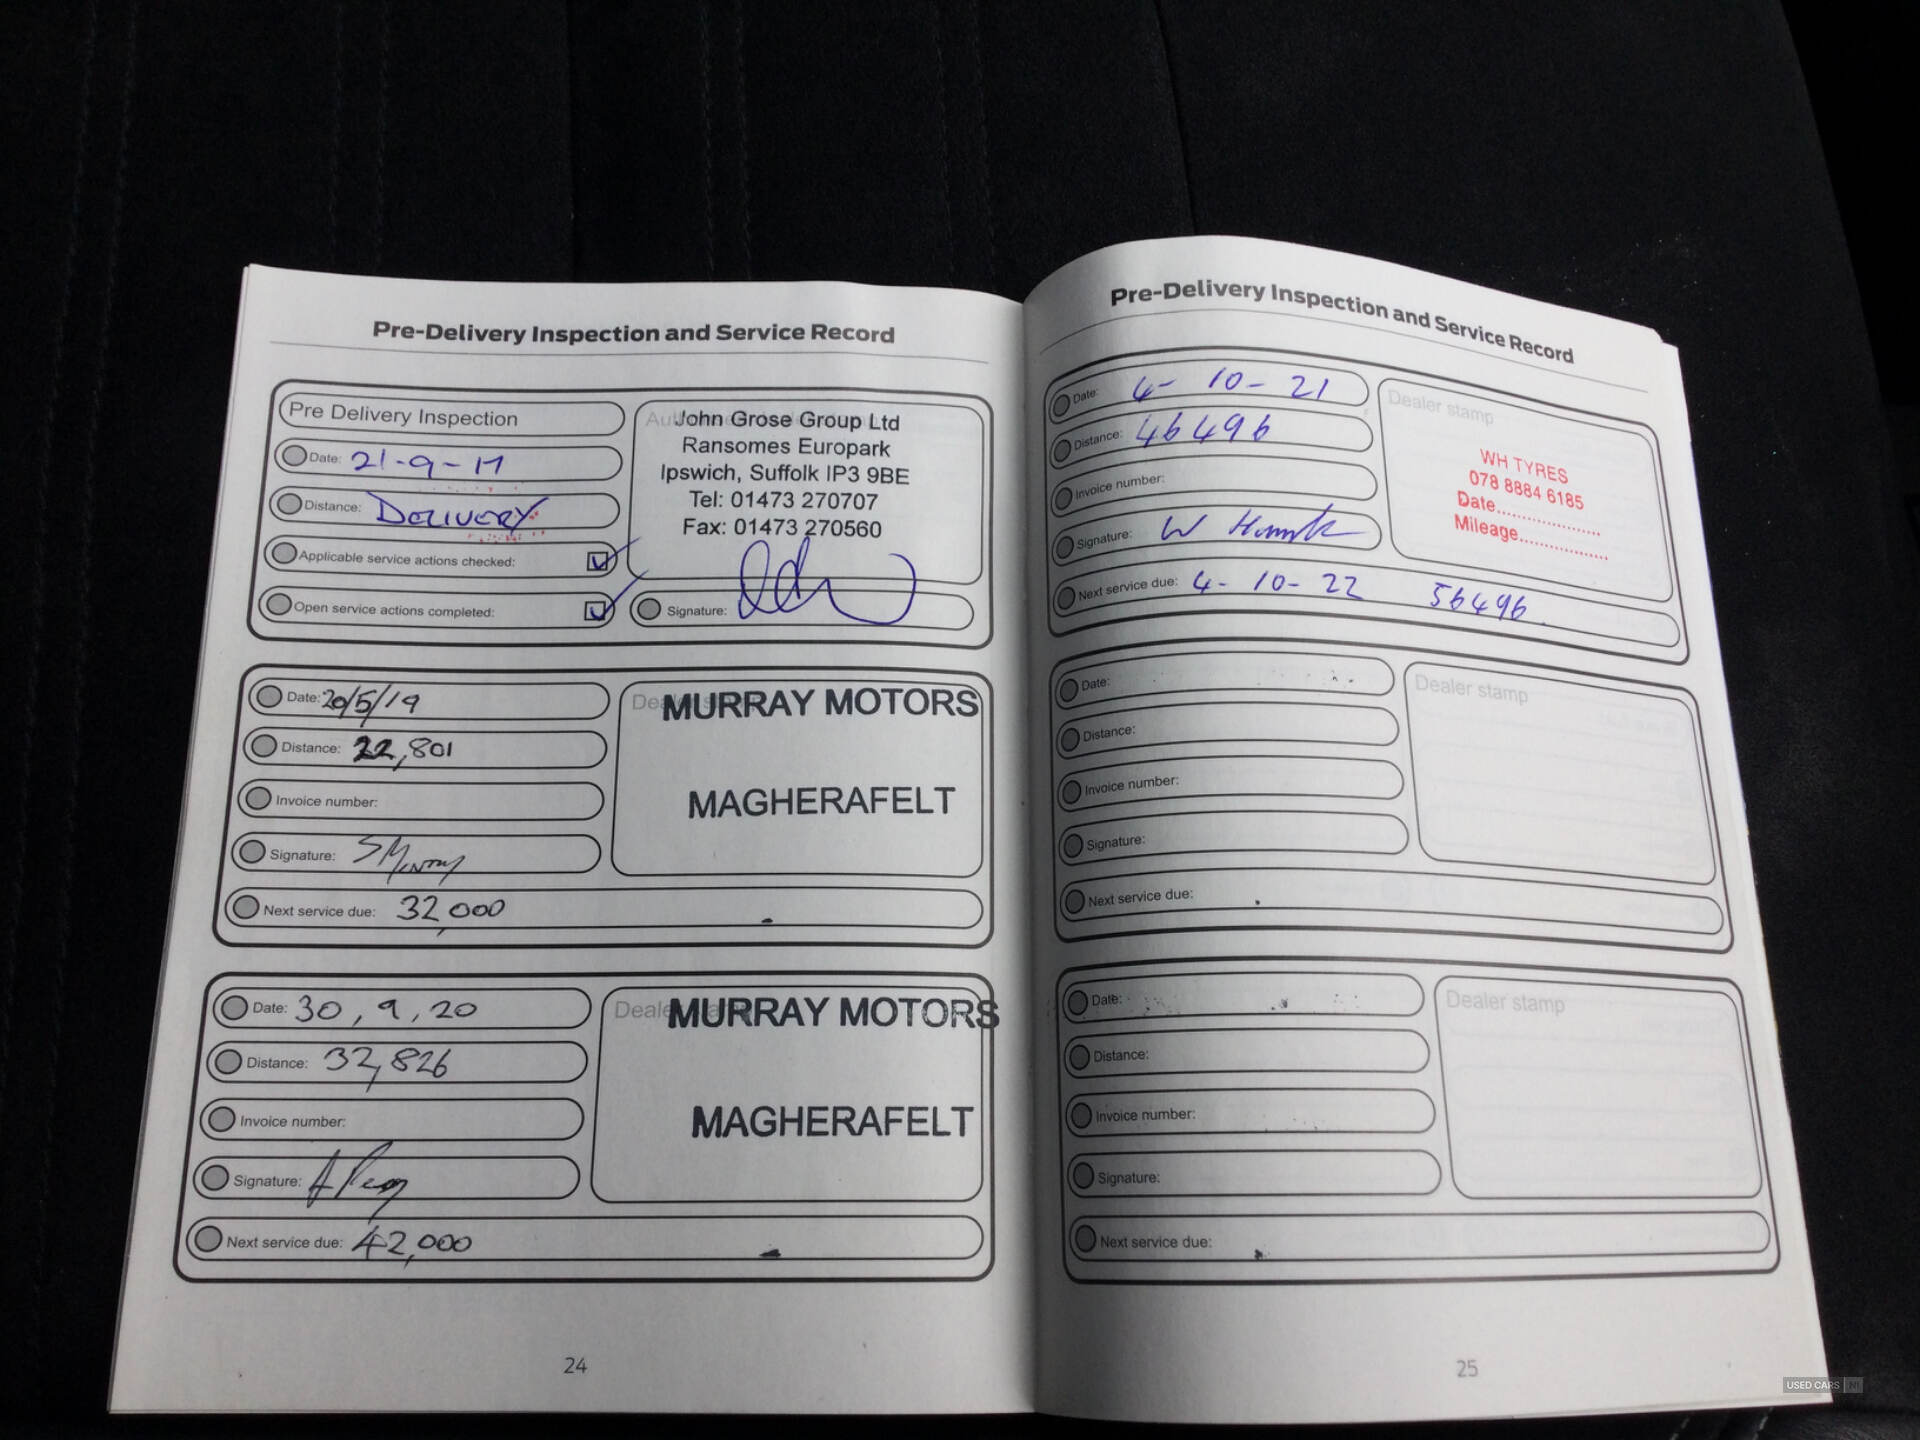 Pre-Delivery Inspection and Service Record
Pre Delivery Inspection
Date: 21-9-17
Distance: DELIVERY
Applicable service actions checked:
Open service actions completed:
John Grose Group Ltd
Ransomes Europark
Ipswich, Suffolk IP3 9BE
Tel: 01473 270707
Fax: 01473 270560
Signature:
Date: 20/5/19
Distance: 22,801
Invoice number:
Signature: S Murray
Next service due: 32,000
Dealer stamp
MURRAY MOTORS
MAGHERAFELT
Date: 30,9,20
Distance: 32,826
Invoice number:
Signature:
Next service due: 42,000
Dealer stamp
MURRAY MOTORS
MAGHERAFELT
24
Pre-Delivery Inspection and Service Record
Date: 4-10-21
Distance: 46496
Invoice number:
Signature: W
Next service due: 4-10-22 56496
Dealer stamp
WH TYRES
078 8884 6185
Date....................
Mileage..................
Date:
Distance:
Invoice number:
Signature:
Next service due:
Dealer stamp
Date:
Distance:
Invoice number:
Signature:
Next service due:
Dealer stamp
25
USED CARS NI